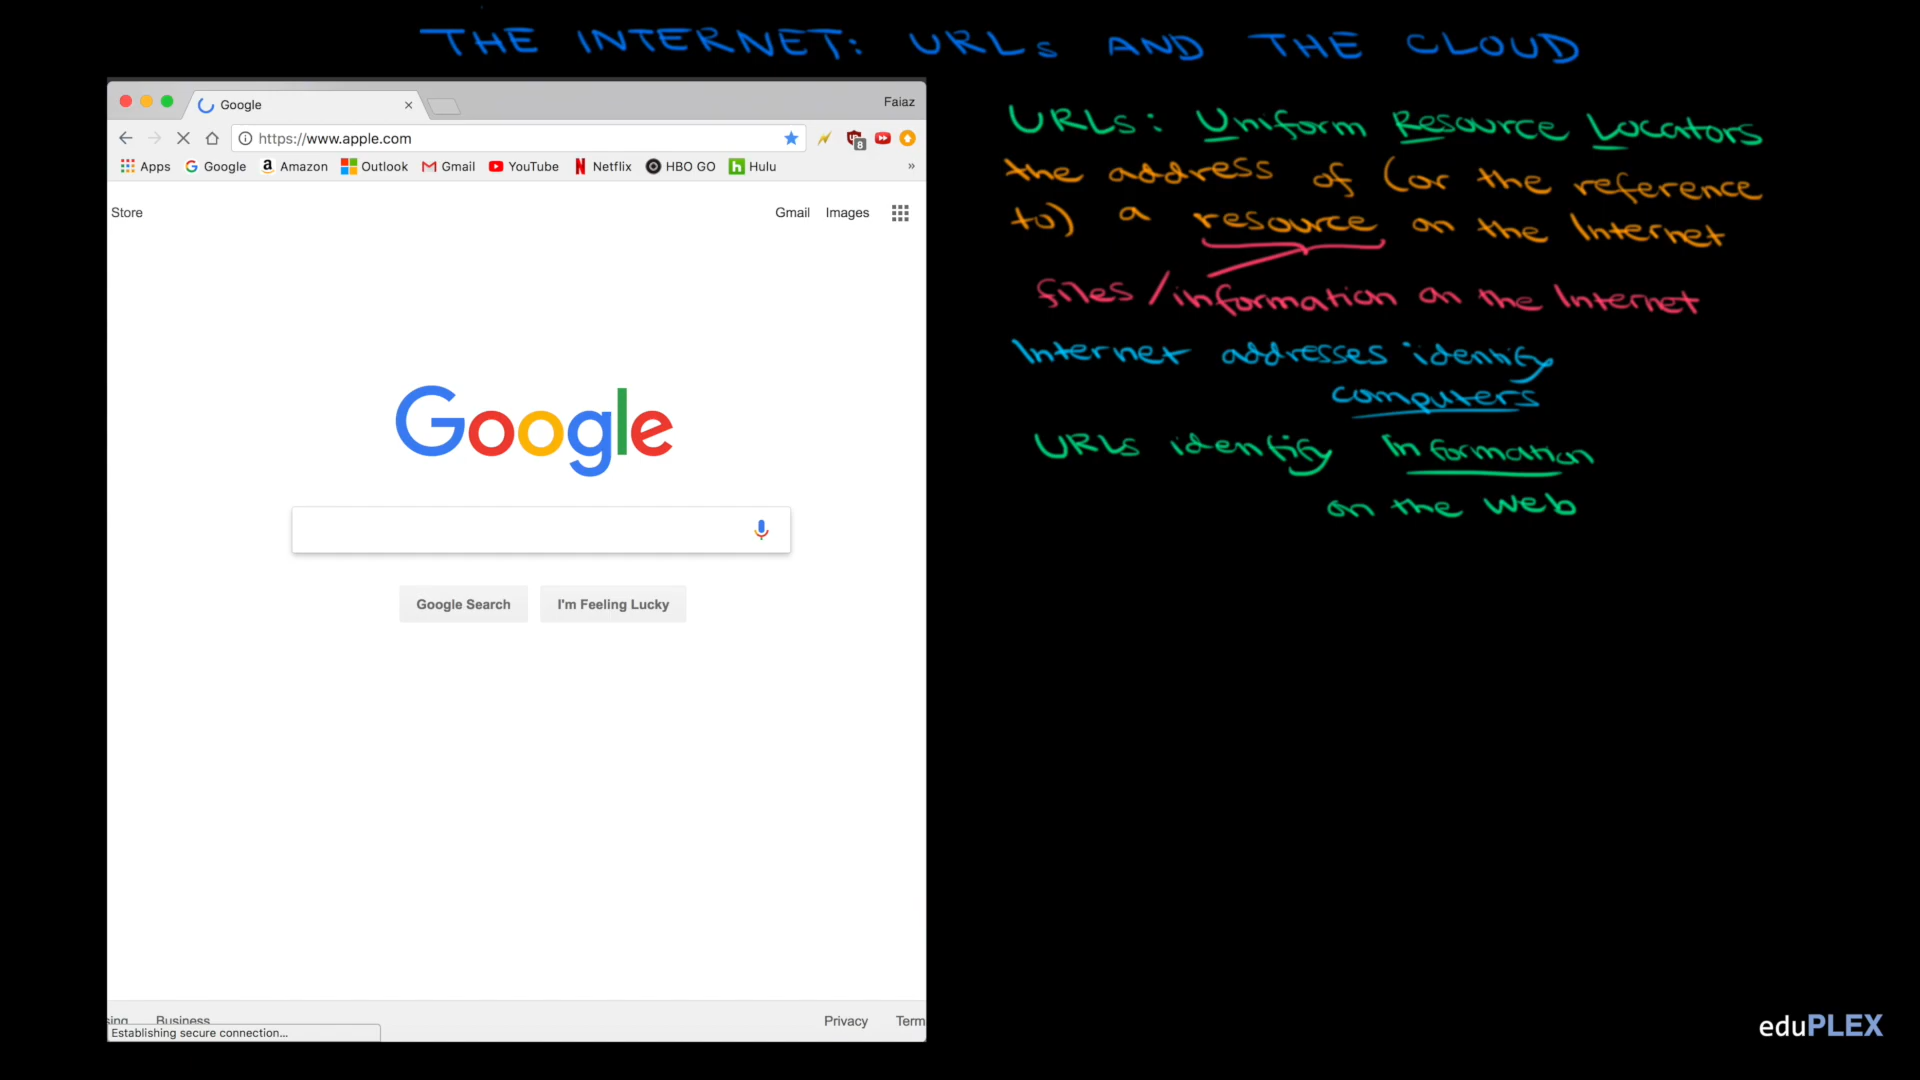 THE INTERNET: URLs AND THE CLOUD
Google
Faiaz
https://www.apple.com
8
Apps Google Amazon Outlook Gmail YouTube Netflix HBO GO Hulu »
Store Gmail Images
Google
Google Search I'm Feeling Lucky
sing Business Privacy Term
Establishing secure connection...
URLs: Uniform Resource Locators
the address of (or the reference
to) a resource on the Internet
files/information on the Internet
Internet addresses identify
computers
URLs identify information
on the web
eduPLEX